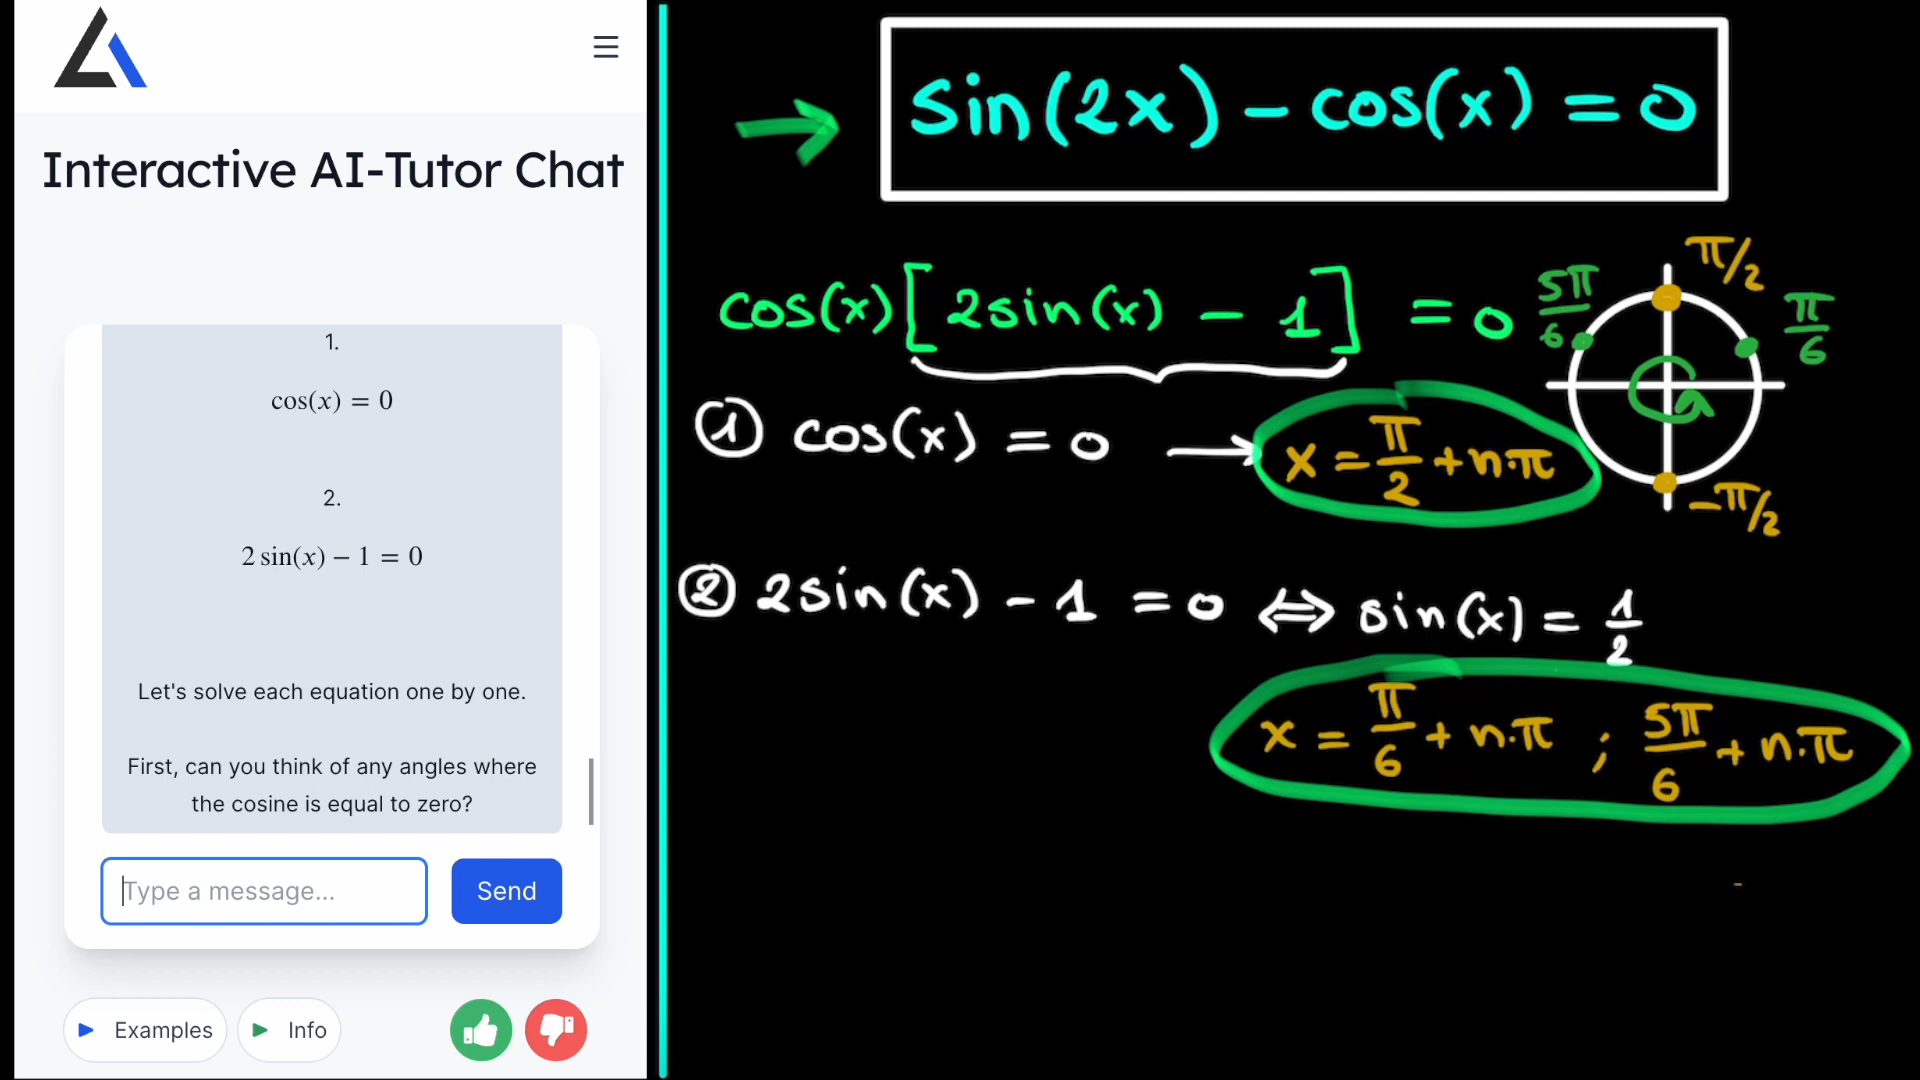 Interactive AI-Tutor Chat
1.
cos(x) = 0
2.
2 sin(x) − 1 = 0
Let's solve each equation one by one.
First, can you think of any angles where
the cosine is equal to zero?
Type a message...
Send
Examples
Info
sin(2x) − cos(x) = 0
cos(x)[2sin(x) − 1] = 0
① cos(x) = 0 → x = π/2 + n·π
② 2sin(x) − 1 = 0 ⇔ sin(x) = 1/2
x = π/6 + n·π ; 5π/6 + n·π
π/2
5π/6
π/6
−π/2